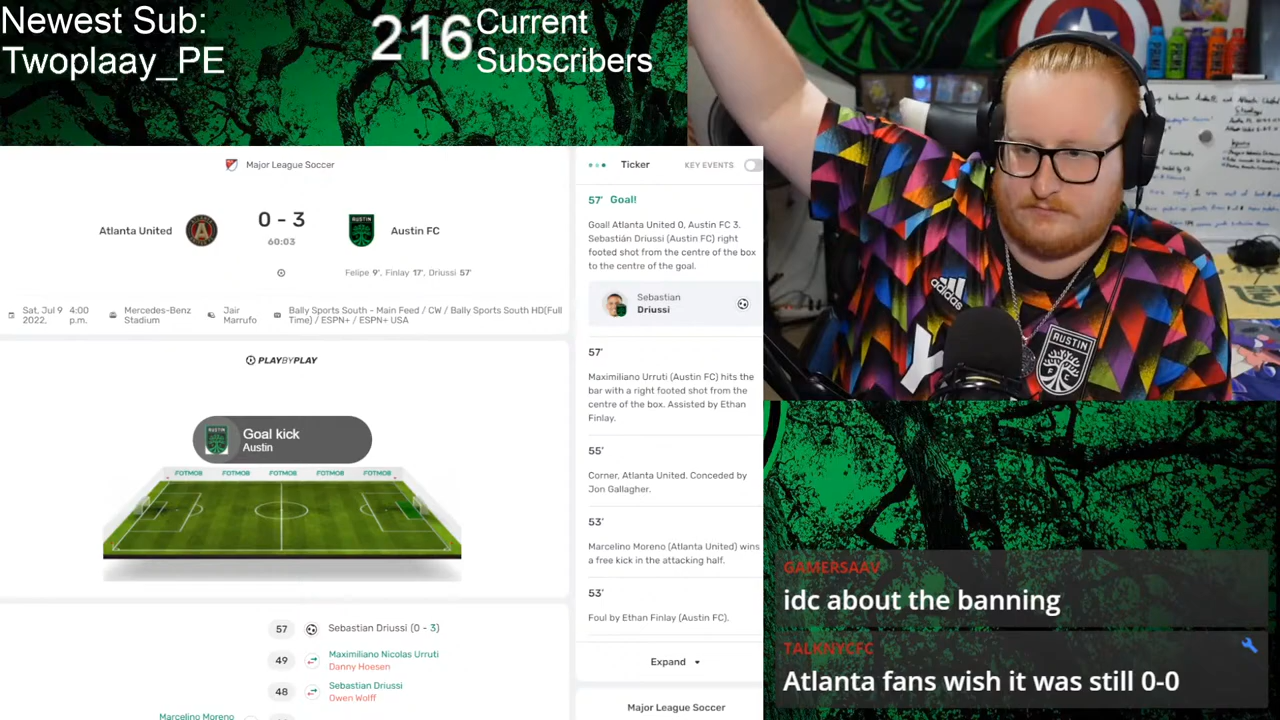 Newest Sub:
Twoplaay_PE
216
Current
Subscribers
Major League Soccer
Atlanta United
0 - 3
60:03
Austin FC
Felipe 9', Finlay 17', Driussi 57'
Sat, Jul 9 2022,
4:00 p.m.
Mercedes-Benz Stadium
Jair Marrufo
Bally Sports South - Main Feed / CW / Bally Sports South HD(Full
Time) / ESPN+ / ESPN+ USA
PLAYBYPLAY
Goal kick
Austin
FOTMOB FOTMOB FOTMOB FOTMOB FOTMOB
57 Sebastian Driussi (0 - 3)
49 Maximiliano Nicolas Urruti
Danny Hoesen
48 Sebastian Driussi
Owen Wolff
Marcelino Moreno
Ticker
KEY EVENTS
57' Goal!
Goal Atlanta United 0, Austin FC 3.
Sebastián Driussi (Austin FC) right
footed shot from the centre of the box
to the centre of the goal.
Sebastian
Driussi
57'
Maximiliano Urruti (Austin FC) hits the
bar with a right footed shot from the
centre of the box. Assisted by Ethan
Finlay.
55'
Corner, Atlanta United. Conceded by
Jon Gallagher.
53'
Marcelino Moreno (Atlanta United) wins
a free kick in the attacking half.
53'
Foul by Ethan Finlay (Austin FC).
Expand
Major League Soccer
adidas
AUSTIN
FC
GAMERSAAV
idc about the banning
TALKNYCFC
Atlanta fans wish it was still 0-0